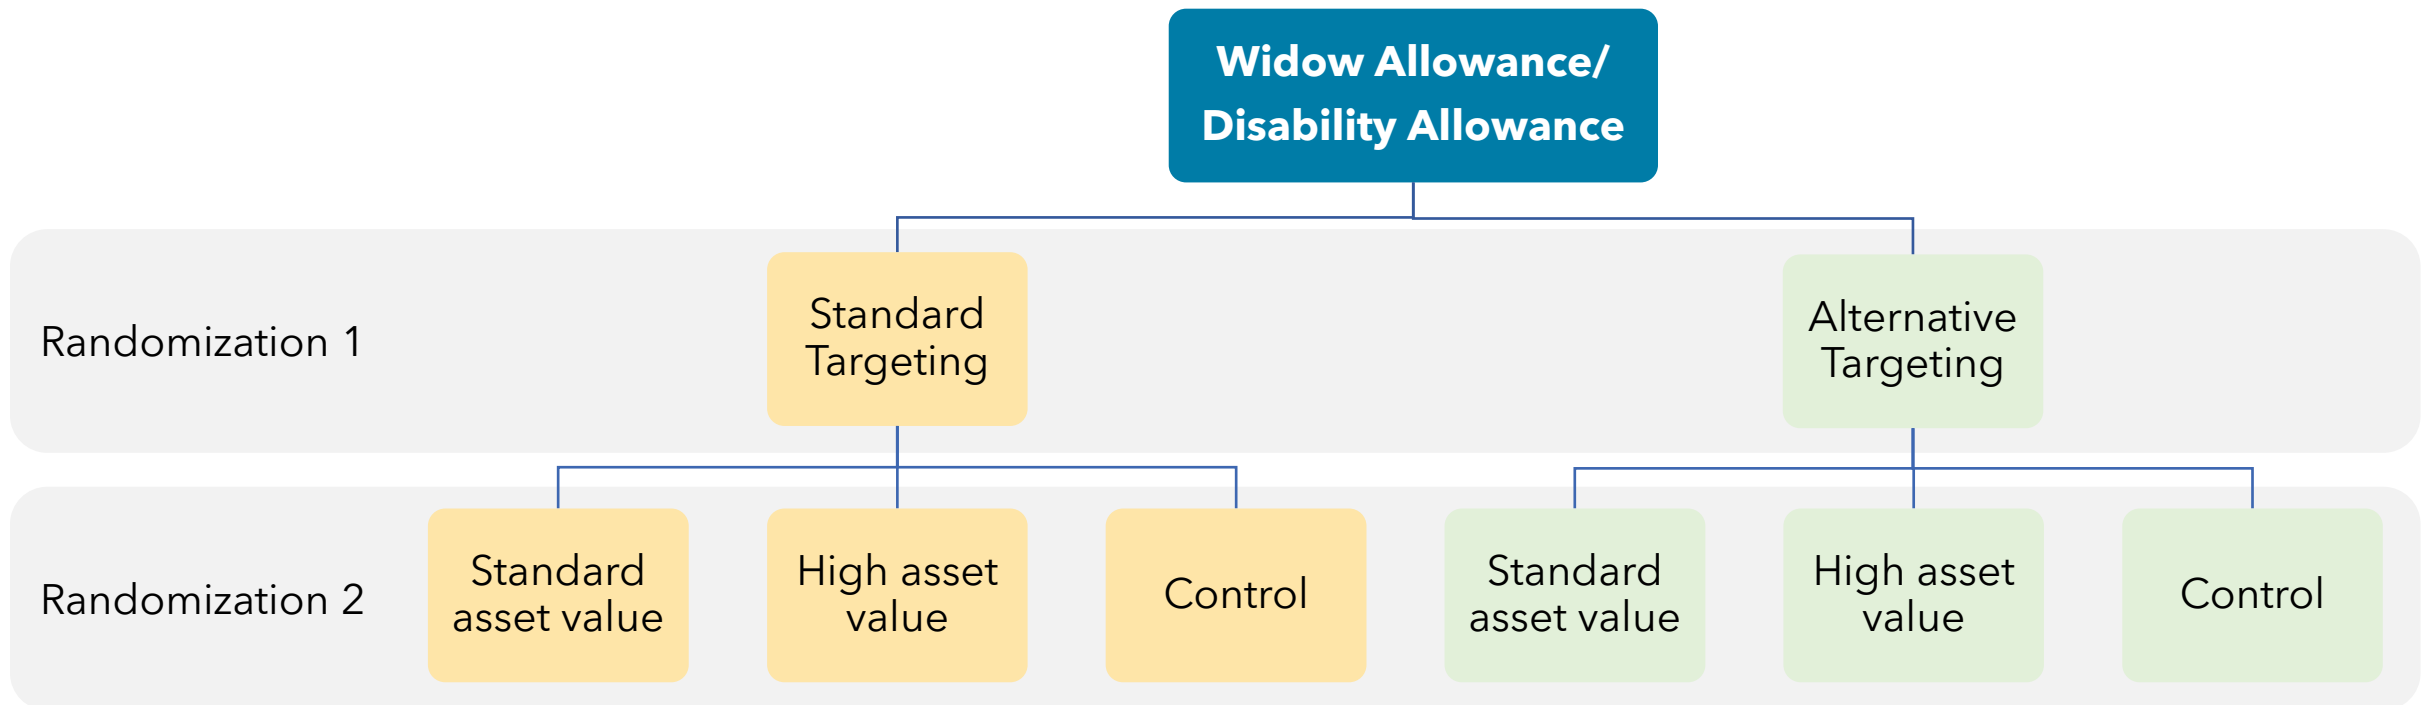 Widow Allowance/
Disability Allowance
Randomization 1
Standard
Targeting
Alternative
Targeting
Randomization 2
Standard
asset value
High asset
value
Control
Standard
asset value
High asset
value
Control